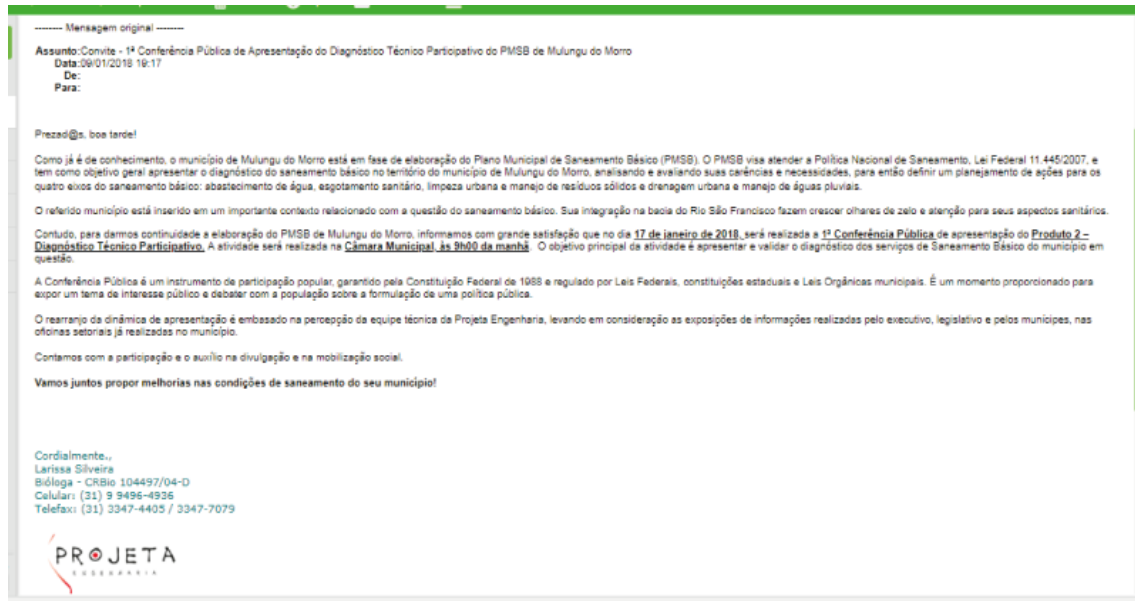 -------- Mensagem original --------
Assunto:Convite - 1ª Conferência Pública de Apresentação do Diagnóstico Técnico Participativo do PMSB de Mulungu do Morro
Data:09/01/2018 19:17
De:
Para:
Prezad@s, boa tarde!
Como já é de conhecimento, o município de Mulungu do Morro está em fase de elaboração do Plano Municipal de Saneamento Básico (PMSB). O PMSB visa atender a Política Nacional de Saneamento, Lei Federal 11.445/2007, e
tem como objetivo geral apresentar o diagnóstico do saneamento básico no território do município de Mulungu do Morro, analisando e avaliando suas carências e necessidades, para então definir um planejamento de ações para os
quatro eixos do saneamento básico: abastecimento de água, esgotamento sanitário, limpeza urbana e manejo de resíduos sólidos e drenagem urbana e manejo de águas pluviais.
O referido município está inserido em um importante contexto relacionado com a questão do saneamento básico. Sua integração na bacia do Rio São Francisco fazem crescer olhares de zelo e atenção para seus aspectos sanitários.
Contudo, para darmos continuidade a elaboração do PMSB de Mulungu do Morro, informamos com grande satisfação que no dia 17 de janeiro de 2018, será realizada a 1ª Conferência Pública de apresentação do Produto 2 –
Diagnóstico Técnico Participativo. A atividade será realizada na Câmara Municipal, às 9h00 da manhã. O objetivo principal da atividade é apresentar e validar o diagnóstico dos serviços de Saneamento Básico do município em
questão.
A Conferência Pública é um instrumento de participação popular, garantido pela Constituição Federal de 1988 e regulado por Leis Federais, constituições estaduais e Leis Orgânicas municipais. É um momento proporcionado para
expor um tema de interesse público e debater com a população sobre a formulação de uma política pública.
O rearranjo da dinâmica de apresentação é embasado na percepção da equipe técnica da Projeta Engenharia, levando em consideração as exposições de informações realizadas pelo executivo, legislativo e pelos munícipes, nas
oficinas setoriais já realizadas no município.
Contamos com a participação e o auxílio na divulgação e na mobilização social.
Vamos juntos propor melhorias nas condições de saneamento do seu município!
Cordialmente.,
Larissa Silveira
Bióloga - CRBio 104497/04-D
Celular: (31) 9 9496-4936
Telefax: (31) 3347-4405 / 3347-7079
PROJETA
ENGENHARIA